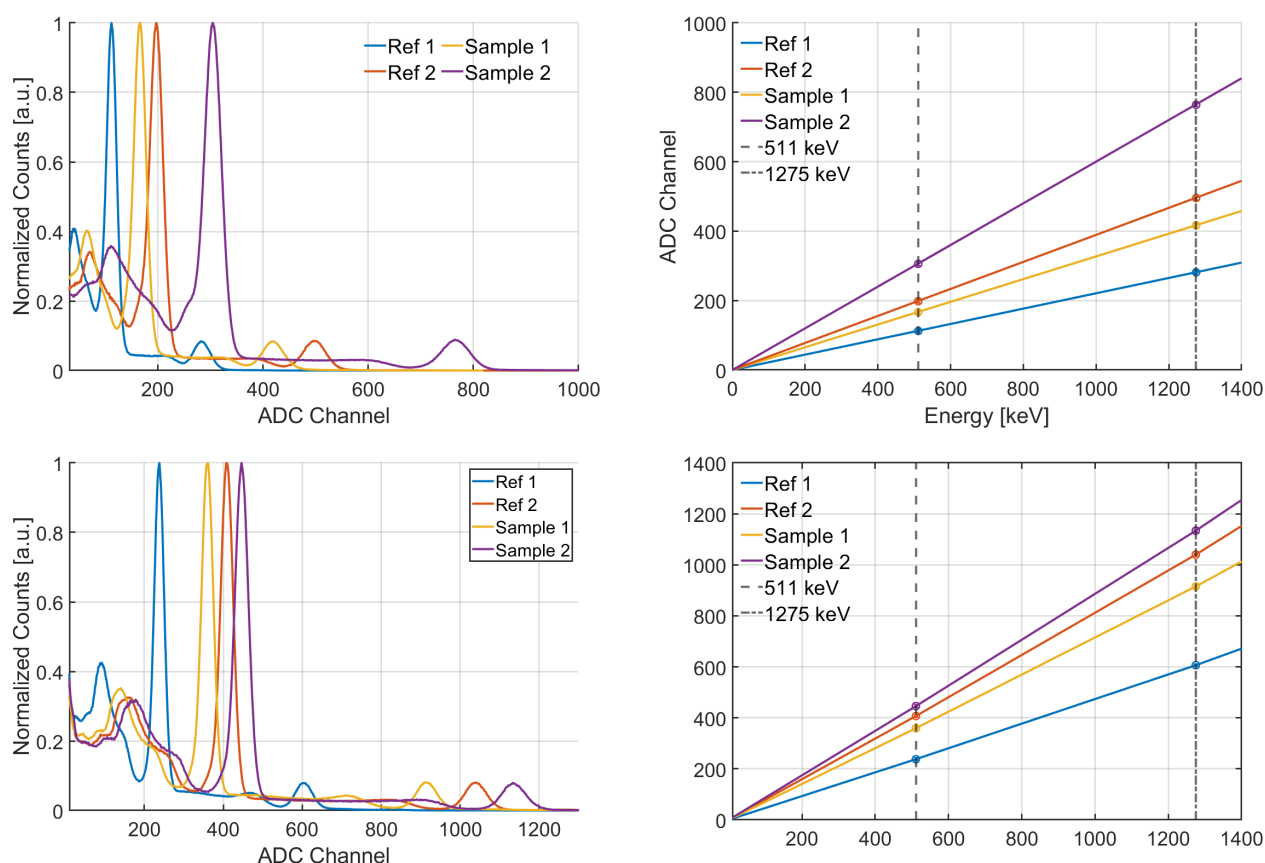 Normalized Counts [a.u.]
1
0.8
0.6
0.4
0.2
0
Ref 1
Sample 1
Ref 2
Sample 2
200
400
600
800
1000
ADC Channel
ADC Channel
1000
800
600
400
200
0
Ref 1
Ref 2
Sample 1
Sample 2
511 keV
1275 keV
0
200
400
600
800
1000
1200
1400
Energy [keV]
Normalized Counts [a.u.]
1
0.8
0.6
0.4
0.2
0
Ref 1
Ref 2
Sample 1
Sample 2
200
400
600
800
1000
1200
ADC Channel
1400
1200
1000
800
600
400
200
0
Ref 1
Ref 2
Sample 1
Sample 2
511 keV
1275 keV
200
400
600
800
1000
1200
1400